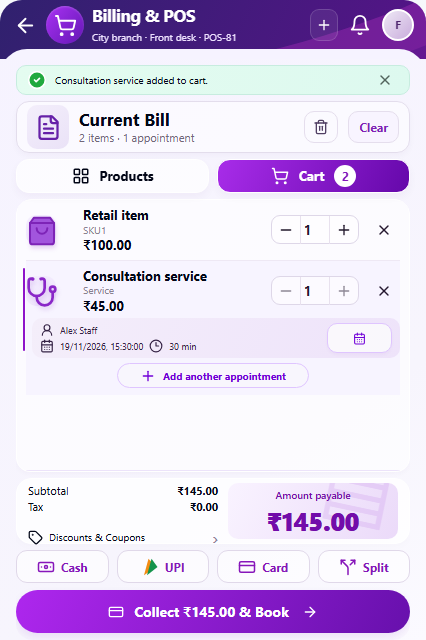 Billing & POS
City branch · Front desk · POS-81
F
Consultation service added to cart.
Current Bill
2 items · 1 appointment
Clear
Products
Cart 2
Retail item
SKU1
₹100.00
1
Consultation service
Service
₹45.00
1
Alex Staff
19/11/2026, 15:30:00 30 min
Add another appointment
Subtotal ₹145.00
Tax ₹0.00
Discounts & Coupons
Amount payable
₹145.00
Cash
UPI
Card
Split
Collect ₹145.00 & Book